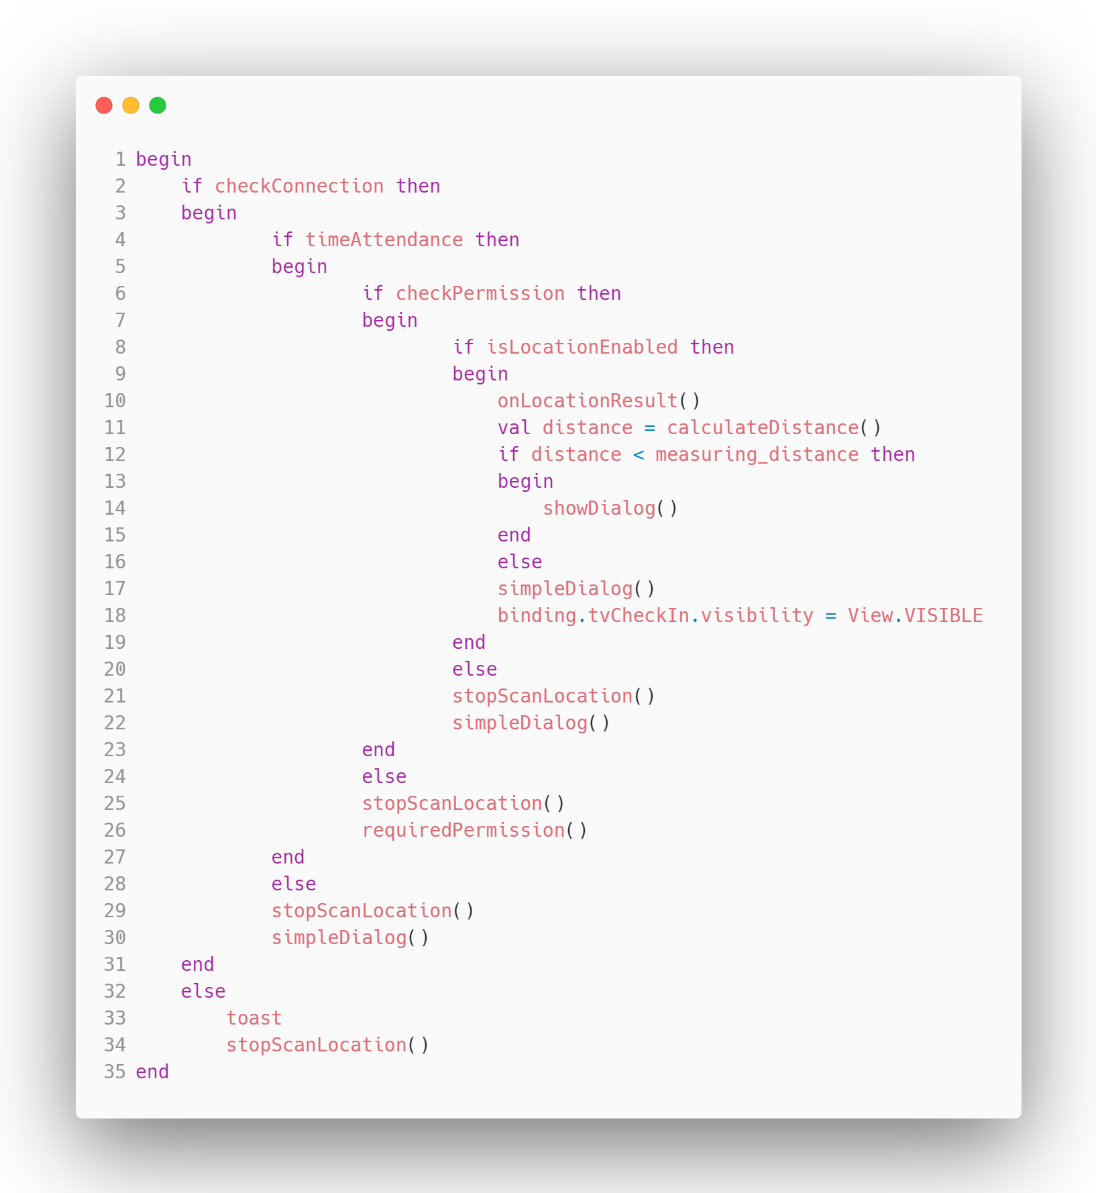 1 begin
2     if checkConnection then
3     begin
4             if timeAttendance then
5             begin
6                     if checkPermission then
7                     begin
8                             if isLocationEnabled then
9                             begin
10                                 onLocationResult()
11                                 val distance = calculateDistance()
12                                 if distance < measuring_distance then
13                                 begin
14                                     showDialog()
15                                 end
16                                 else
17                                 simpleDialog()
18                                 binding.tvCheckIn.visibility = View.VISIBLE
19                             end
20                             else
21                             stopScanLocation()
22                             simpleDialog()
23                     end
24                     else
25                     stopScanLocation()
26                     requiredPermission()
27             end
28             else
29             stopScanLocation()
30             simpleDialog()
31     end
32     else
33         toast
34         stopScanLocation()
35 end